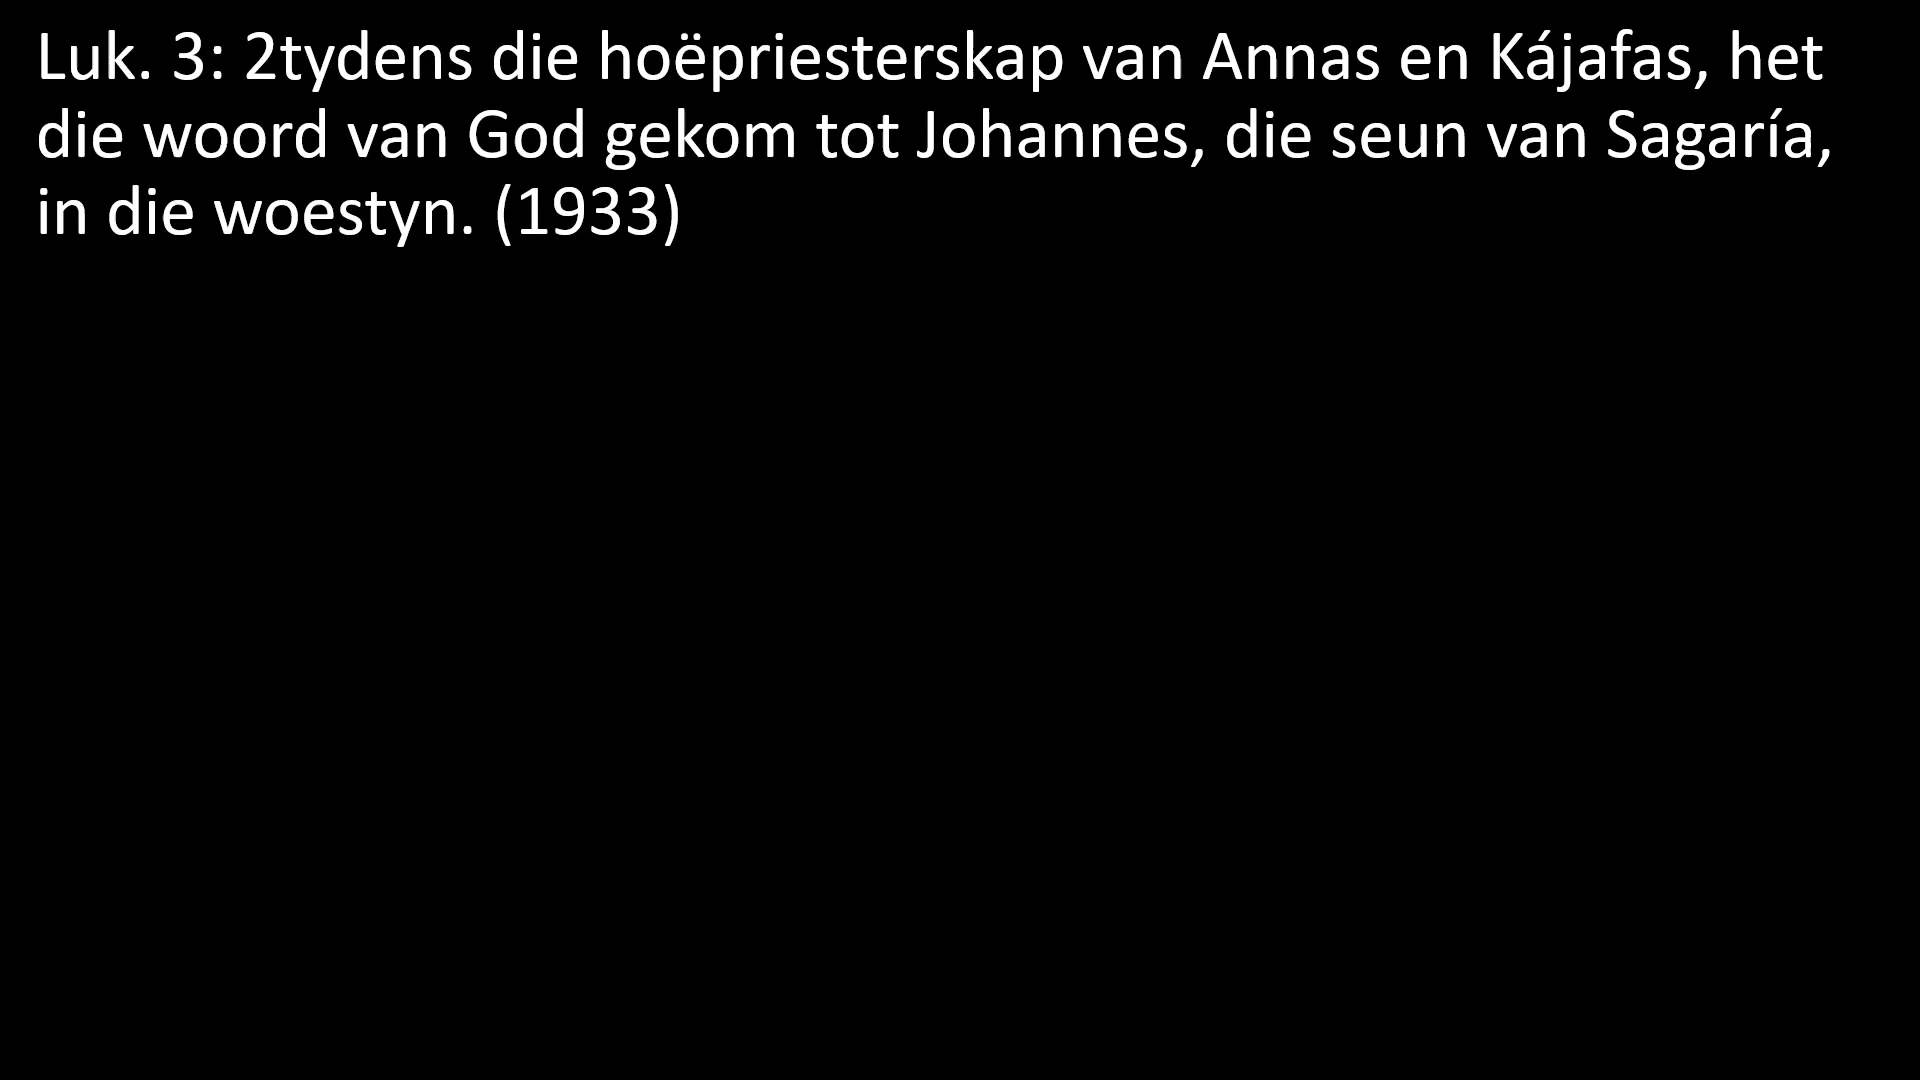 Luk. 3: 2tydens die hoëpriesterskap van Annas en Kájafas, het
die woord van God gekom tot Johannes, die seun van Sagaría,
in die woestyn. (1933)